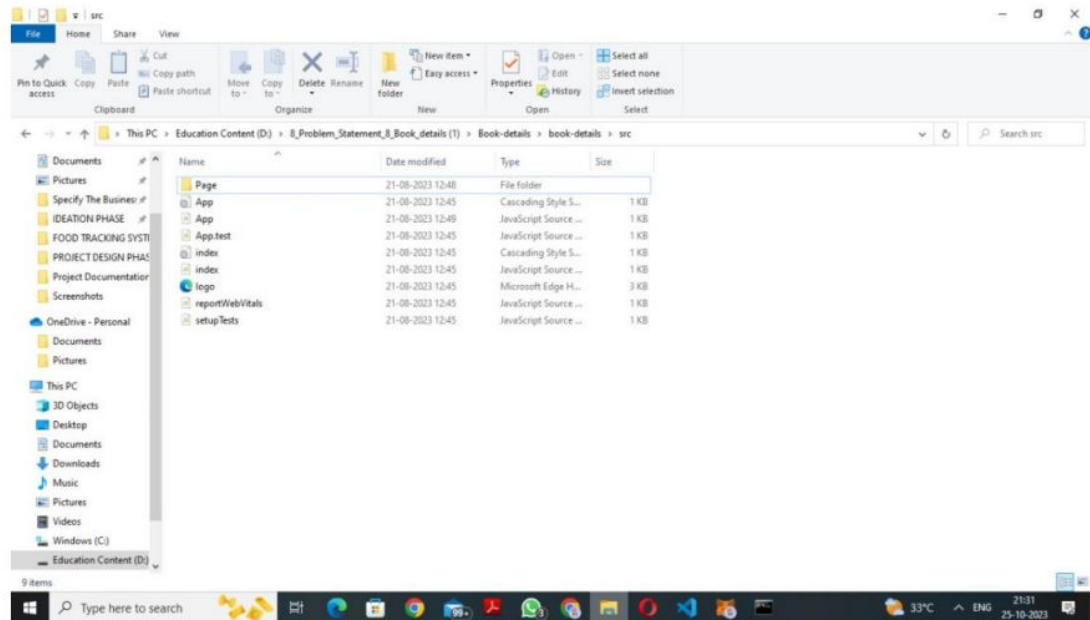 src
File Home Share View
Pin to Quick access
Copy
Paste
Cut
Copy path
Paste shortcut
Clipboard
Move to
Copy to
Delete
Rename
Organize
New folder
New item
Easy access
New
Properties
Open
Edit
History
Open
Select all
Select none
Invert selection
Select
This PC > Education Content (D:) > 8_Problem_Statement_8_Book_details (1) > Book-details > book-details > src
Search src
Name Date modified Type Size
Page 21-08-2023 12:48 File folder
App 21-08-2023 12:45 Cascading Style S... 1 KB
App 21-08-2023 12:49 JavaScript Source ... 1 KB
App.test 21-08-2023 12:45 JavaScript Source ... 1 KB
index 21-08-2023 12:45 Cascading Style S... 1 KB
index 21-08-2023 12:45 JavaScript Source ... 1 KB
logo 21-08-2023 12:45 Microsoft Edge H... 3 KB
reportWebVitals 21-08-2023 12:45 JavaScript Source ... 1 KB
setupTests 21-08-2023 12:45 JavaScript Source ... 1 KB
Documents
Pictures
Specify The Busines
IDEATION PHASE
FOOD TRACKING SYST
PROJECT DESIGN PHAS
Project Documentation
Screenshots
OneDrive - Personal
Documents
Pictures
This PC
3D Objects
Desktop
Documents
Downloads
Music
Pictures
Videos
Windows (C:)
Education Content (D:)
9 items
Type here to search
99+
3
33°C ENG 21:31
25-10-2023